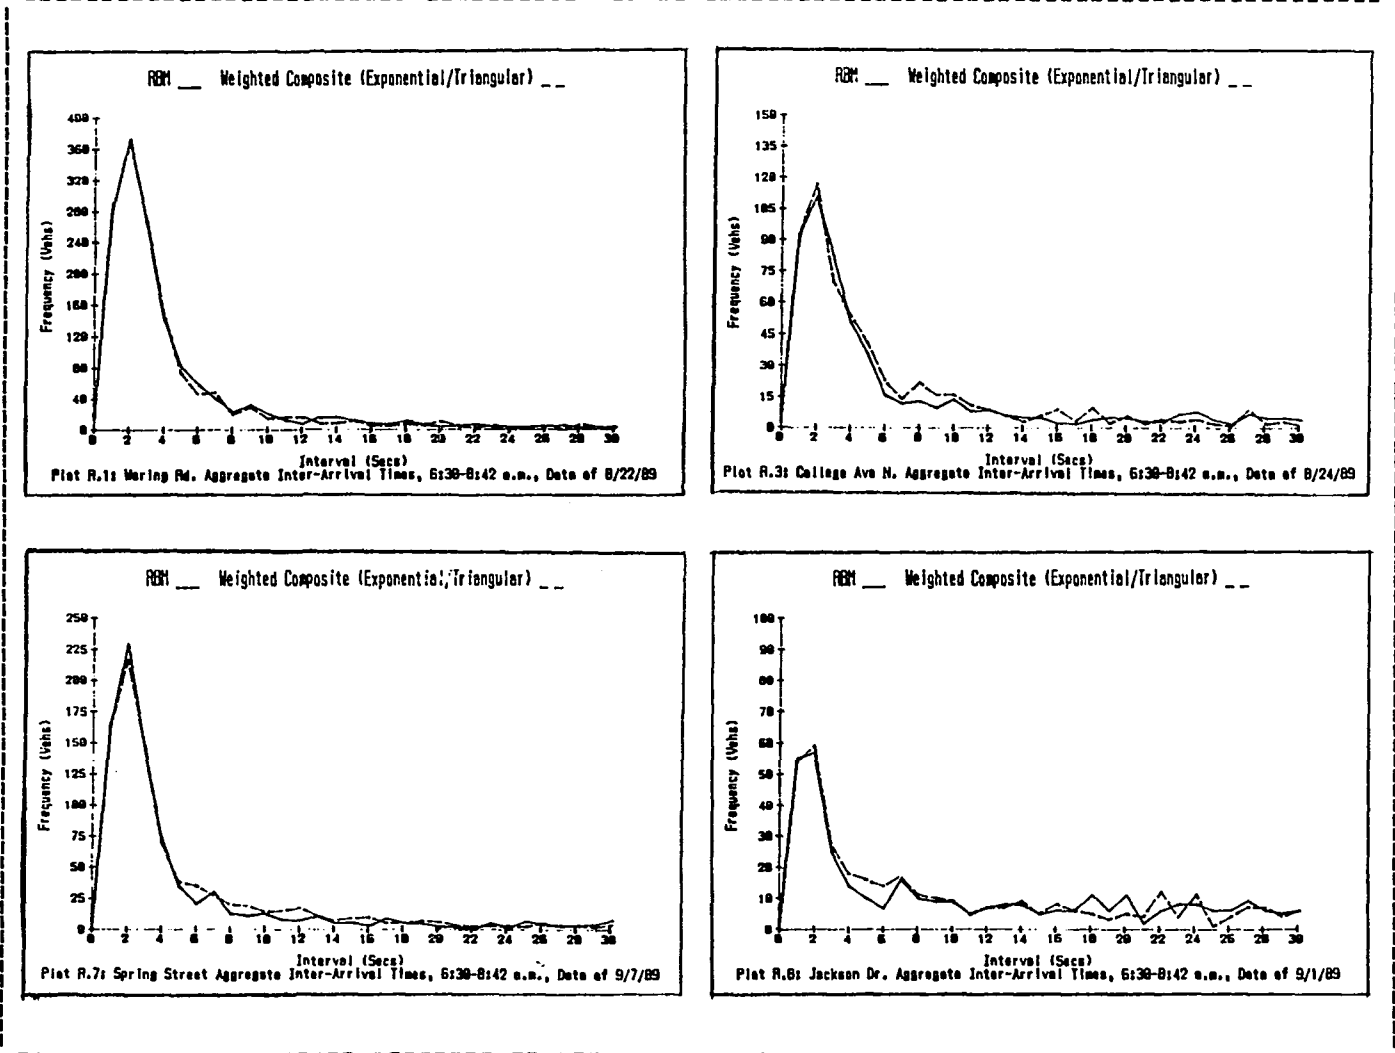 RBM ___ Weighted Composite (Exponential/Triangular) _ _
400
360
320
280
240
200
160
120
80
40
0
Frequency (Vehs)
0 2 4 6 8 10 12 14 16 18 20 22 24 26 28 30
Interval (Secs)
Plot R.1: Waring Rd. Aggregate Inter-Arrival Times, 6:30-8:42 a.m., Data of 8/22/89
RBM ___ Weighted Composite (Exponential/Triangular) _ _
150
135
120
105
90
75
60
45
30
15
0
Frequency (Vehs)
0 2 4 6 8 10 12 14 16 18 20 22 24 26 28 30
Interval (Secs)
Plot R.3: College Ave N. Aggregate Inter-Arrival Times, 6:30-8:42 a.m., Data of 8/24/89
RBM ___ Weighted Composite (Exponential/Triangular) _ _
250
225
200
175
150
125
100
75
50
25
0
Frequency (Vehs)
0 2 4 6 8 10 12 14 16 18 20 22 24 26 28 30
Interval (Secs)
Plot R.7: Spring Street Aggregate Inter-Arrival Times, 6:30-8:42 a.m., Data of 9/7/89
RBM ___ Weighted Composite (Exponential/Triangular) _ _
100
90
80
70
60
50
40
30
20
10
0
Frequency (Vehs)
0 2 4 6 8 10 12 14 16 18 20 22 24 26 28 30
Interval (Secs)
Plot R.6: Jackson Dr. Aggregate Inter-Arrival Times, 6:30-8:42 a.m., Data of 9/1/89